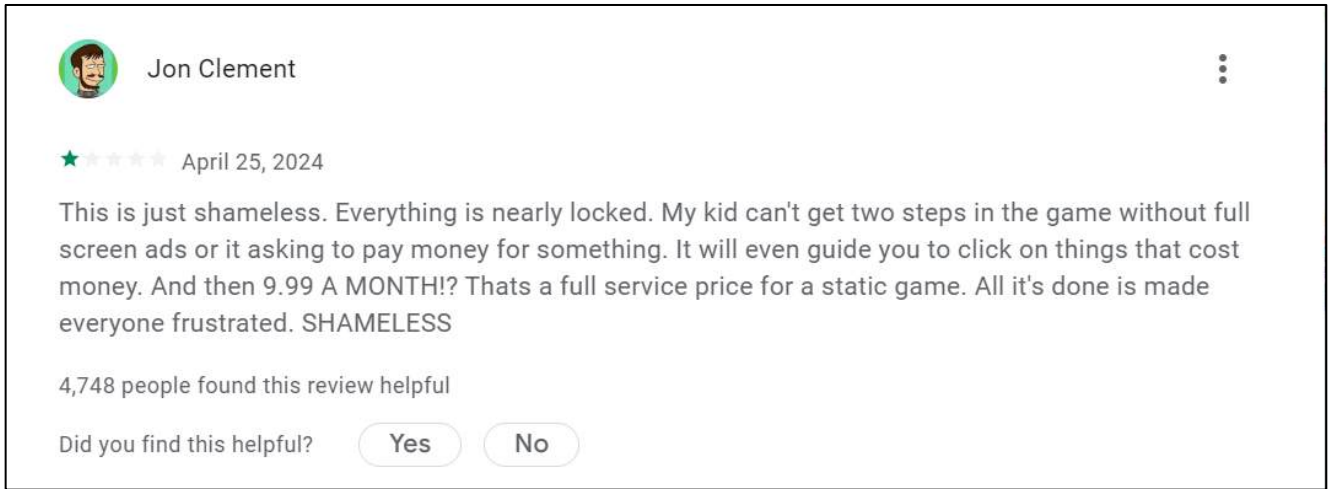 Jon Clement
April 25, 2024
This is just shameless. Everything is nearly locked. My kid can't get two steps in the game without full
screen ads or it asking to pay money for something. It will even guide you to click on things that cost
money. And then 9.99 A MONTH!? Thats a full service price for a static game. All it's done is made
everyone frustrated. SHAMELESS
4,748 people found this review helpful
Did you find this helpful? Yes No